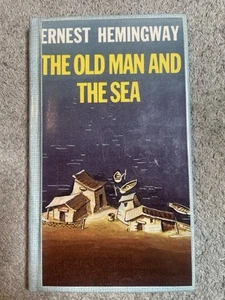 ERNEST HEMINGWAY
THE OLD MAN AND
THE SEA